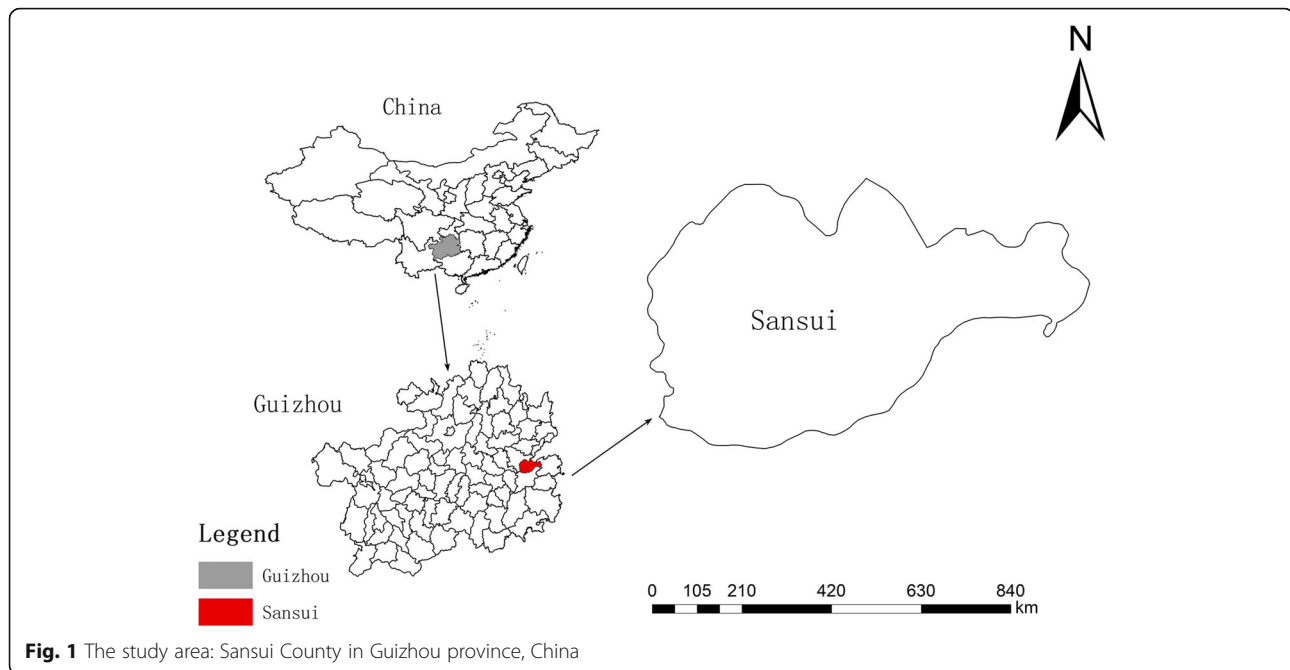 N
China
Sansui
Guizhou
Legend
Guizhou
Sansui
0 105 210 420 630 840
km
Fig. 1 The study area: Sansui County in Guizhou province, China